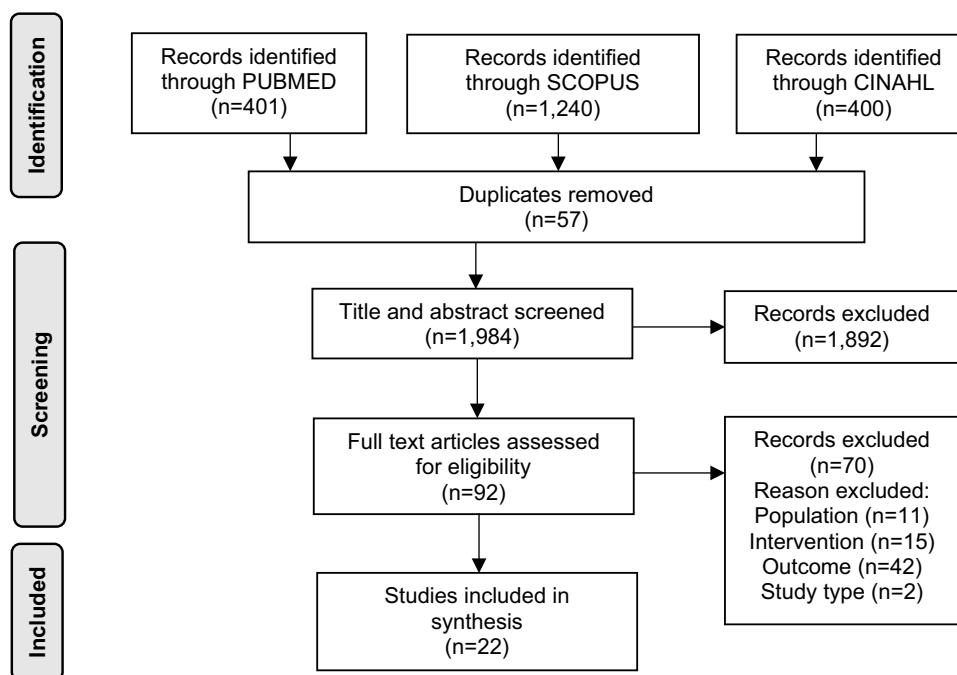 Identification
Records identified
through PUBMED
(n=401)
Records identified
through SCOPUS
(n=1,240)
Records identified
through CINAHL
(n=400)
Duplicates removed
(n=57)
Screening
Title and abstract screened
(n=1,984)
Records excluded
(n=1,892)
Full text articles assessed
for eligibility
(n=92)
Records excluded
(n=70)
Reason excluded:
Population (n=11)
Intervention (n=15)
Outcome (n=42)
Study type (n=2)
Included
Studies included in
synthesis
(n=22)